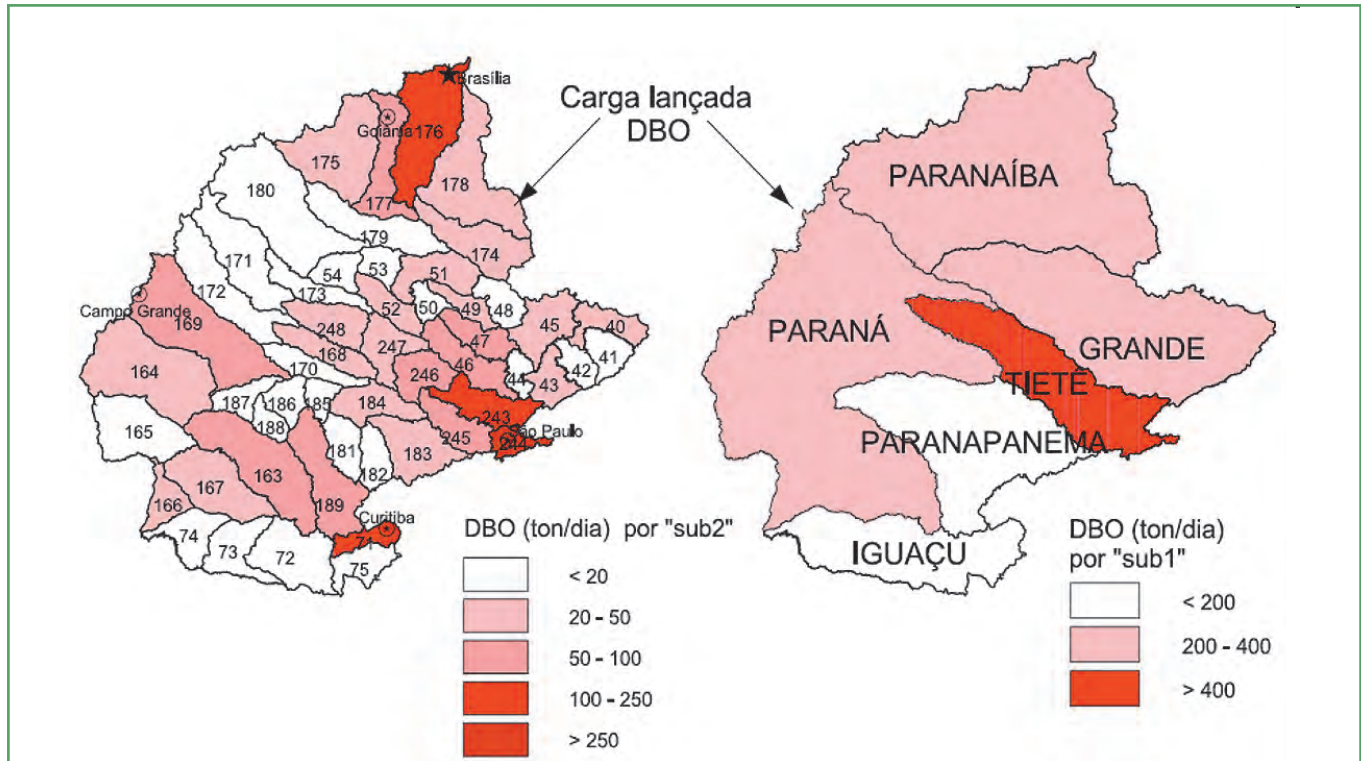 Brasília
Goiânia
176
175
178
180
177
179
174
171
54
53
51
172
173
50
49
48
Campo Grande
52
45
40
169
248
47
247
41
168
46
44
42
164
170
246
43
187
186
185
184
243
188
165
245
São Paulo
244
181
183
182
163
167
189
166
Curitiba
74
71
73
72
75
Carga lançada
DBO
PARANAÍBA
PARANÁ
GRANDE
TIETÊ
PARANAPANEMA
IGUAÇU
DBO (ton/dia) por "sub2"
< 20
20 - 50
50 - 100
100 - 250
> 250
DBO (ton/dia)
por "sub1"
< 200
200 - 400
> 400